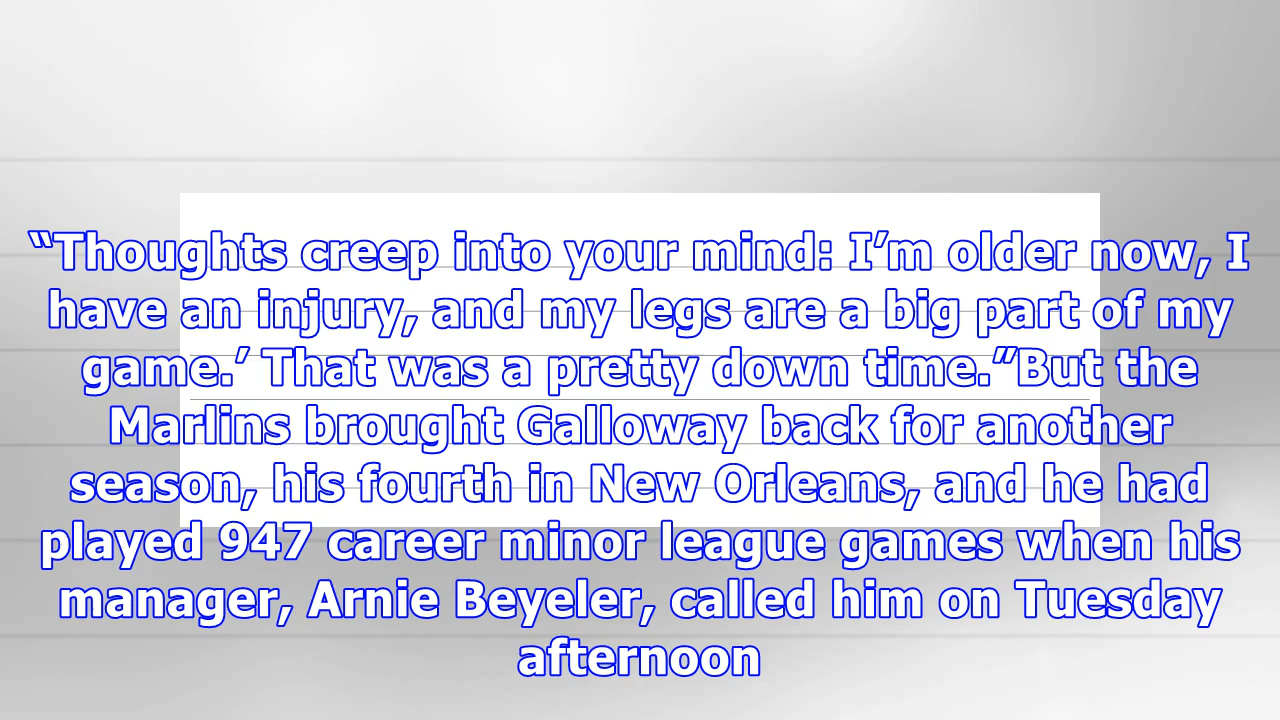 “Thoughts creep into your mind: I’m older now, I
have an injury, and my legs are a big part of my
game.’ That was a pretty down time.”But the
Marlins brought Galloway back for another
season, his fourth in New Orleans, and he had
played 947 career minor league games when his
manager, Arnie Beyeler, called him on Tuesday
afternoon